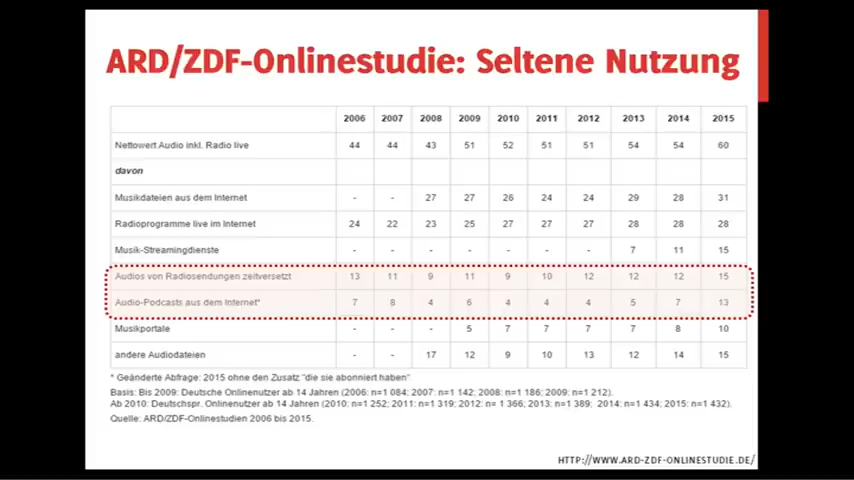 ARD/ZDF-Onlinestudie: Seltene Nutzung
2006 2007 2008 2009 2010 2011 2012 2013 2014 2015
Nettowert Audio inkl. Radio live 44 44 43 51 52 51 51 54 54 60
davon
Musikdateien aus dem Internet - - 27 27 26 24 24 29 28 31
Radioprogramme live im Internet 24 22 23 25 27 27 27 28 28 28
Musik-Streamingdienste - - - - - - - 7 11 15
Audios von Radiosendungen zeitversetzt 13 11 9 11 9 10 12 12 12 15
Audio-Podcasts aus dem Internet* 7 8 4 6 4 4 4 5 7 13
Musikportale - - - 5 7 7 7 7 8 10
andere Audiodateien - - 17 12 9 10 13 12 14 15
* Geänderte Abfrage: 2015 ohne den Zusatz "die sie abonniert haben"
Basis: Bis 2009: Deutsche Onlinenutzer ab 14 Jahren (2006: n=1 084; 2007: n=1 142; 2008: n=1 186; 2009: n=1 212).
Ab 2010: Deutschspr. Onlinenutzer ab 14 Jahren (2010: n=1 252; 2011: n=1 319; 2012: n= 1 366; 2013: n=1 389; 2014: n=1 434; 2015: n=1 432).
Quelle: ARD/ZDF-Onlinestudien 2006 bis 2015.
HTTP://WWW.ARD-ZDF-ONLINESTUDIE.DE/